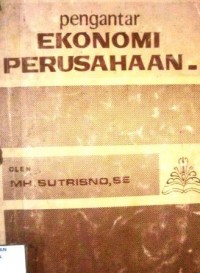 pengantar
EKONOMI
PERUSAHAAN.
OLEH
MH.SUTRISNO,SE